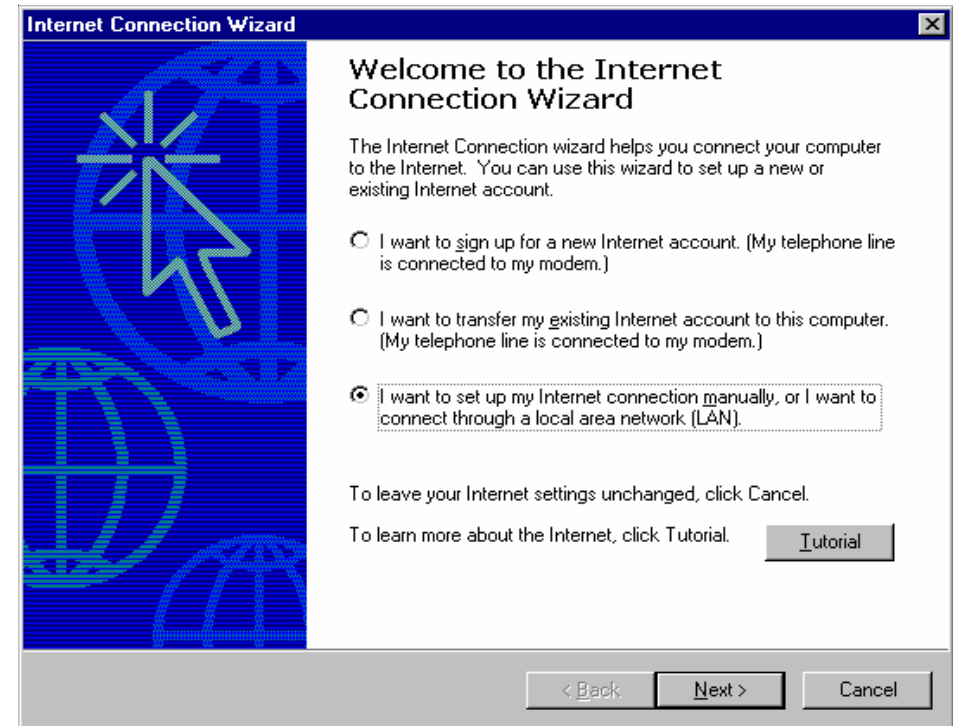 Internet Connection Wizard
Welcome to the Internet
Connection Wizard
The Internet Connection wizard helps you connect your computer
to the Internet. You can use this wizard to set up a new or
existing Internet account.
I want to sign up for a new Internet account. (My telephone line
is connected to my modem.)
I want to transfer my existing Internet account to this computer.
(My telephone line is connected to my modem.)
I want to set up my Internet connection manually, or I want to
connect through a local area network (LAN).
To leave your Internet settings unchanged, click Cancel.
To learn more about the Internet, click Tutorial.
Tutorial
< Back
Next >
Cancel